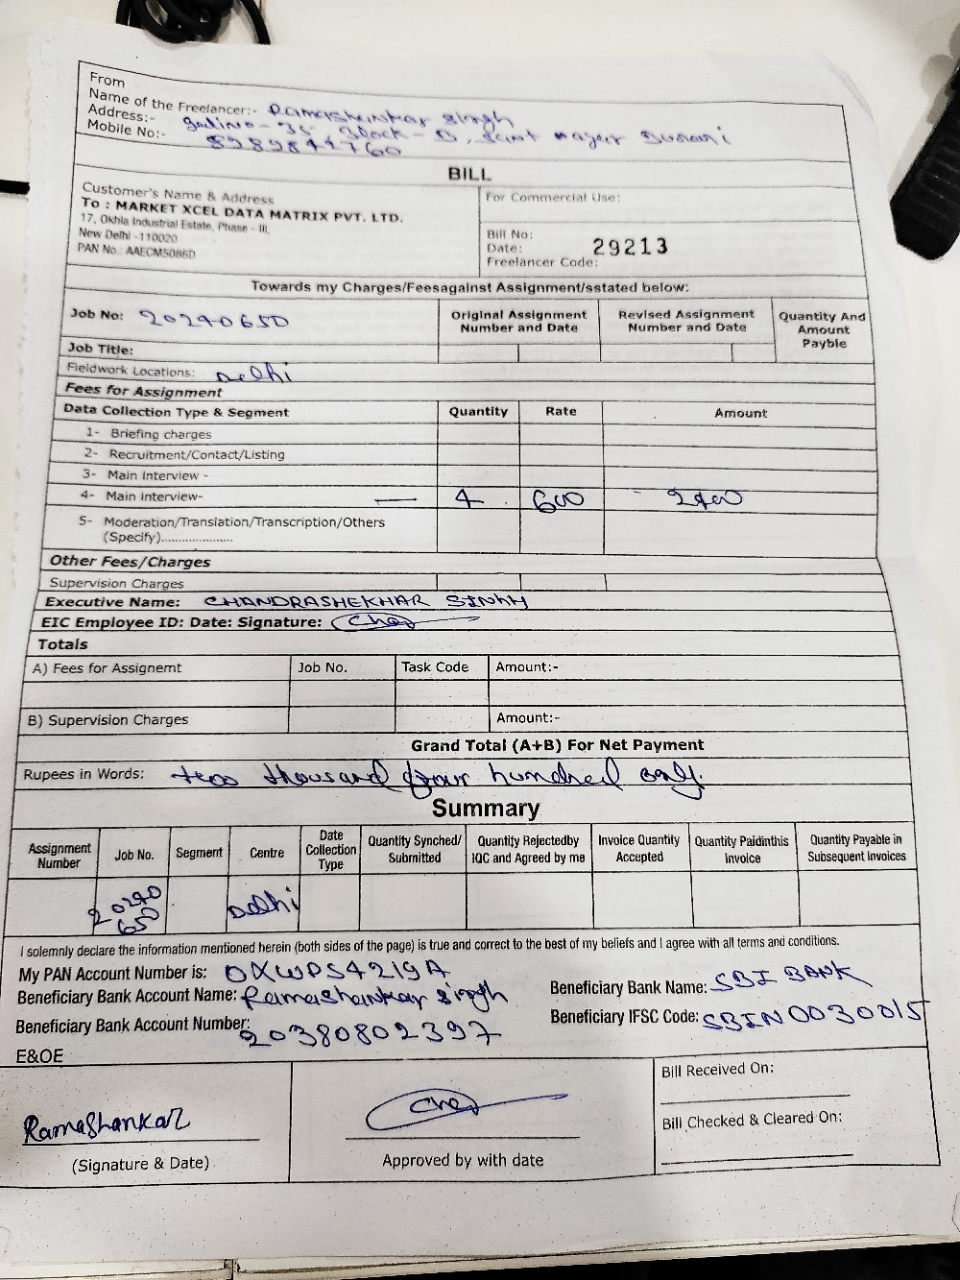 From
Name of the Freelancer:- Ramashankar singh
Address:- Block - D, Saint
Mobile No:-
BILL
Customer's Name & Address
To : MARKET XCEL DATA MATRIX PVT. LTD.
17, Okhla Industrial Estate, Phase - III,
New Delhi -110020
PAN No.: AAECM5086D
For Commercial Use:
Bill No:
Date: 29213
Freelancer Code:
Towards my Charges/Feesagainst Assignment/sstated below:
Job No: 20240650
Original Assignment Number and Date
Revised Assignment Number and Date
Quantity And Amount Payble
Job Title:
Fieldwork Locations: Delhi
Fees for Assignment
Data Collection Type & Segment Quantity Rate Amount
1- Briefing charges
2- Recruitment/Contact/Listing
3- Main Interview -
4- Main Interview- — 4 600 2400
5- Moderation/Translation/Transcription/Others
(Specify).....................
Other Fees/Charges
Supervision Charges
Executive Name: CHANDRASHEKHAR SINGH
EIC Employee ID: Date: Signature:
Totals
A) Fees for Assignemt Job No. Task Code Amount:-
B) Supervision Charges Amount:-
Grand Total (A+B) For Net Payment
Rupees in Words: two thousand four hundred only.
Summary
Assignment Number
Job No.
Segment
Centre
Date Collection Type
Quantity Synched/ Submitted
Quantity Rejectedby IQC and Agreed by me
Invoice Quantity Accepted
Quantity Paidinthis Invoice
Quantity Payable in Subsequent Invoices
20240
650
Delhi
I solemnly declare the information mentioned herein (both sides of the page) is true and correct to the best of my beliefs and I agree with all terms and conditions.
My PAN Account Number is: OXWPS4219A
Beneficiary Bank Name: SBI BANK
Beneficiary Bank Account Name: Ramashankar singh
Beneficiary IFSC Code: SBIN0030015
Beneficiary Bank Account Number: 20380802397
E&OE
Ramashankar
(Signature & Date)
Approved by with date
Bill Received On:
Bill Checked & Cleared On: